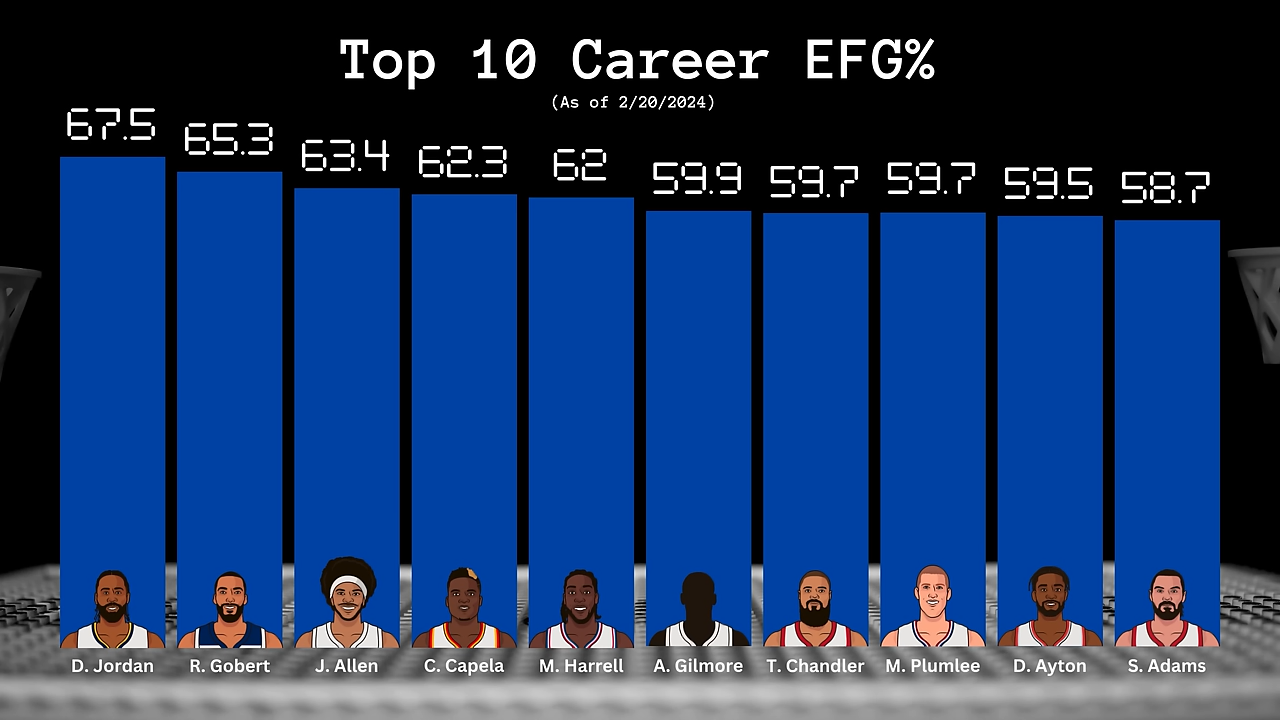 Top 10 Career EFG%
(As of 2/20/2024)
67.5
65.3
63.4
62.3
62
59.9
59.7
59.7
59.5
58.7
D. Jordan
R. Gobert
J. Allen
C. Capela
M. Harrell
A. Gilmore
T. Chandler
M. Plumlee
D. Ayton
S. Adams